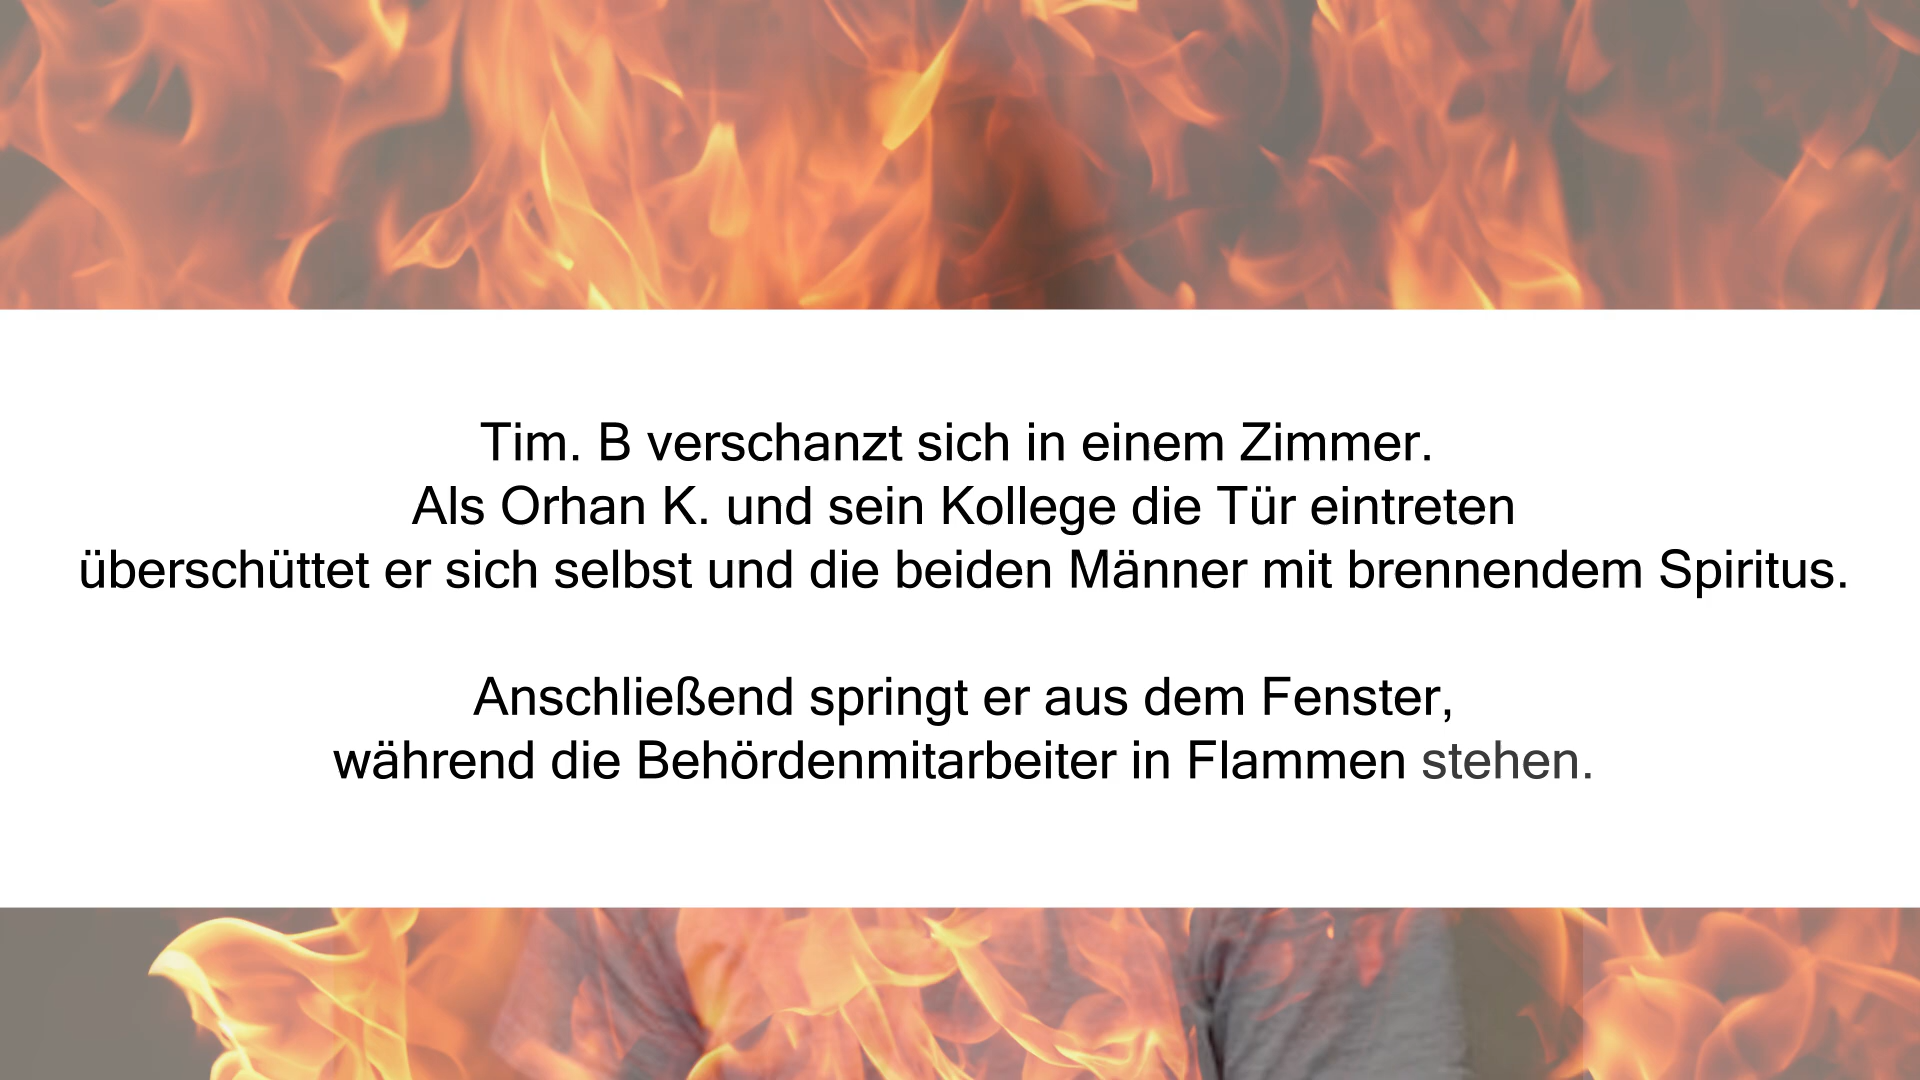 Tim. B verschanzt sich in einem Zimmer.
Als Orhan K. und sein Kollege die Tür eintreten
überschüttet er sich selbst und die beiden Männer mit brennendem Spiritus.
Anschließend springt er aus dem Fenster,
während die Behördenmitarbeiter in Flammen stehen.